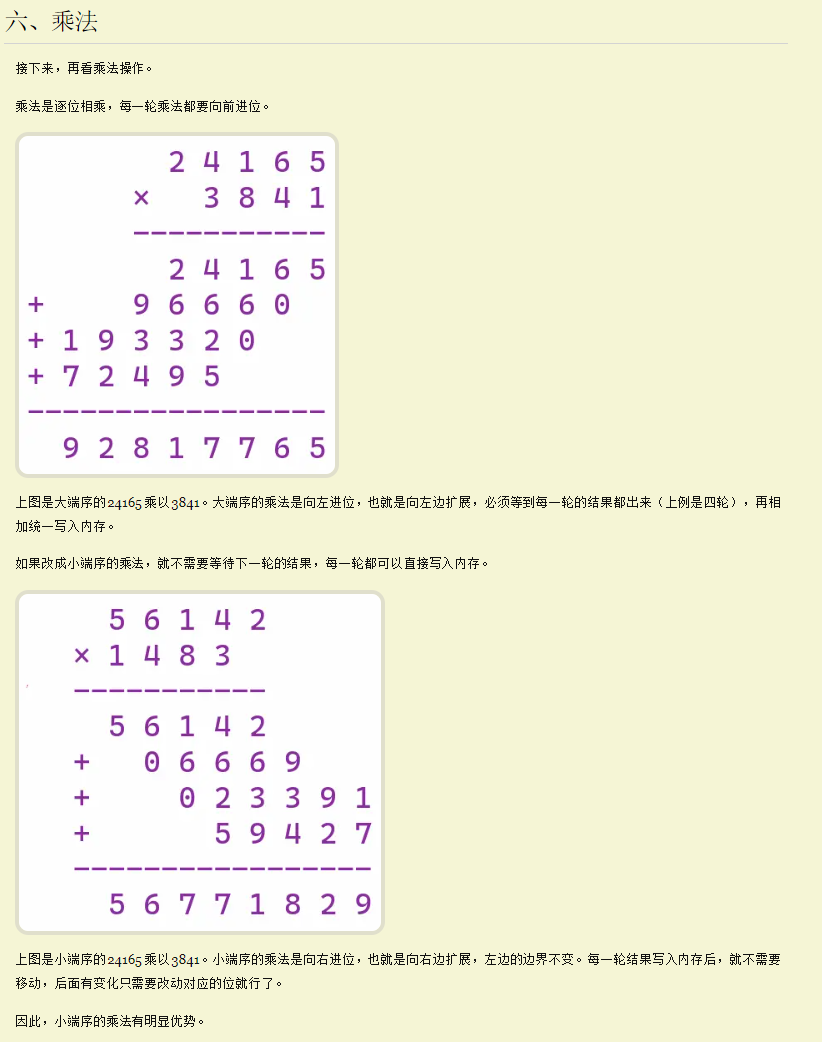 六、乘法
接下来，再看乘法操作。
乘法是逐位相乘，每一轮乘法都要向前进位。
2 4 1 6 5
× 3 8 4 1
-----------
2 4 1 6 5
+ 9 6 6 6 0
+ 1 9 3 3 2 0
+ 7 2 4 9 5
-----------------
9 2 8 1 7 7 6 5
上图是大端序的24165乘以3841。大端序的乘法是向左进位，也就是向左边扩展，必须等到每一轮的结果都出来（上例是四轮），再相
加统一写入内存。
如果改成小端序的乘法，就不需要等待下一轮的结果，每一轮都可以直接写入内存。
5 6 1 4 2
× 1 4 8 3
-----------
5 6 1 4 2
+ 0 6 6 6 9
+ 0 2 3 3 9 1
+ 5 9 4 2 7
-----------------
5 6 7 7 1 8 2 9
上图是小端序的24165乘以3841。小端序的乘法是向右进位，也就是向右边扩展，左边的边界不变。每一轮结果写入内存后，就不需要
移动，后面有变化只需要改动对应的位就行了。
因此，小端序的乘法有明显优势。